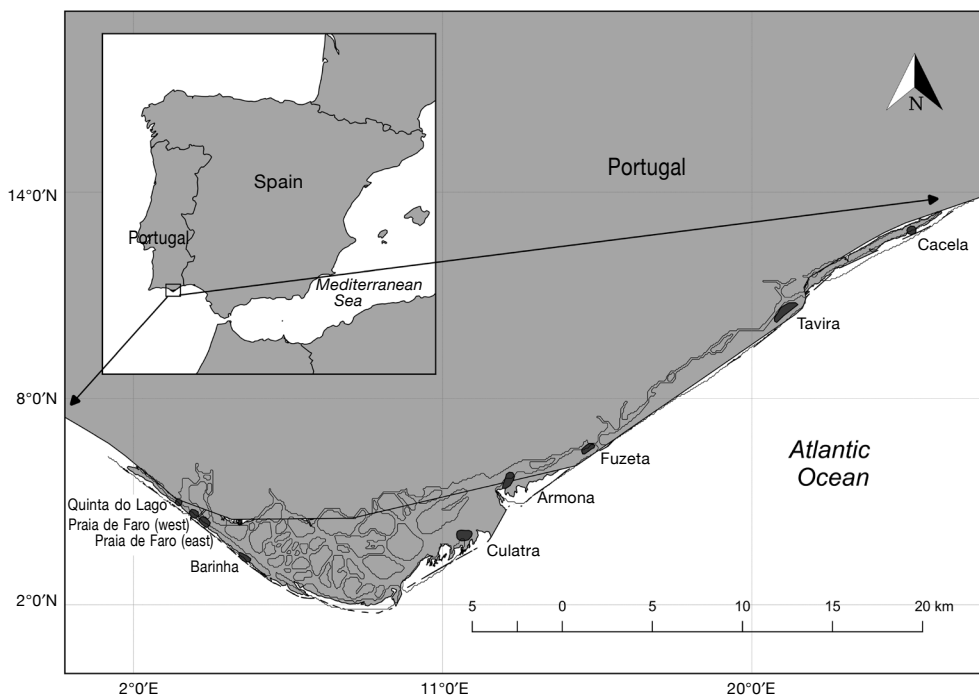 N
Portugal
Spain
Portugal
Mediterranean
Sea
14°0′N
8°0′N
2°0′N
Cacela
Tavira
Fuzeta
Atlantic
Ocean
Armona
Culatra
Quinta do Lago
Praia de Faro (west)
Praia de Faro (east)
Barinha
5 0 5 10 15 20 km
2°0′E 11°0′E 20°0′E